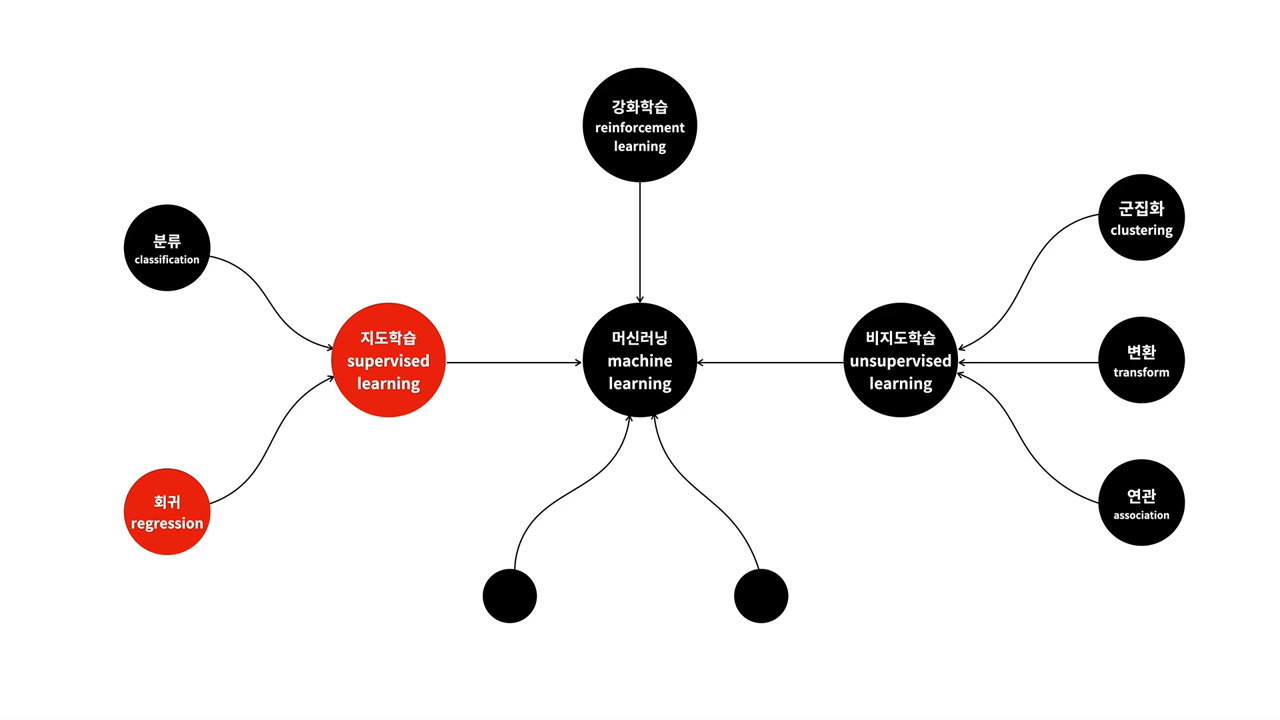 강화학습
reinforcement
learning
분류
classification
군집화
clustering
지도학습
supervised
learning
머신러닝
machine
learning
비지도학습
unsupervised
learning
변환
transform
회귀
regression
연관
association